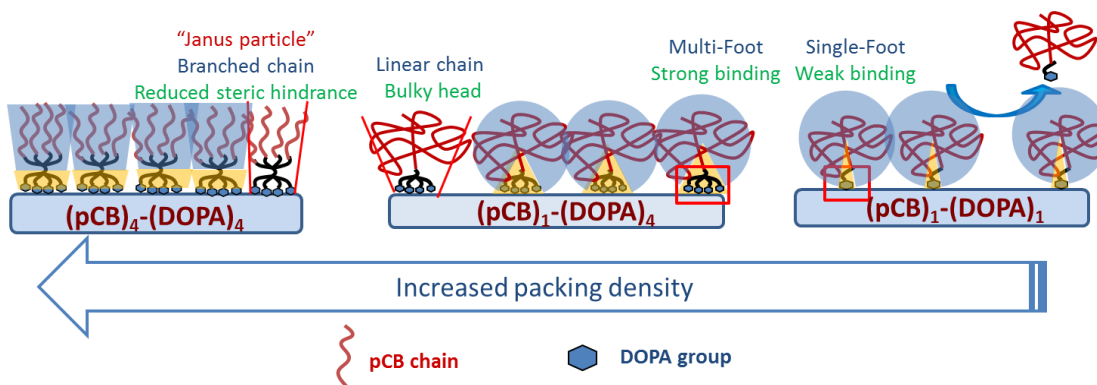 “Janus particle”
Branched chain
Reduced steric hindrance
Linear chain
Bulky head
Multi-Foot
Strong binding
Single-Foot
Weak binding
(pCB)₄-(DOPA)₄
(pCB)₁-(DOPA)₄
(pCB)₁-(DOPA)₁
Increased packing density
pCB chain
DOPA group